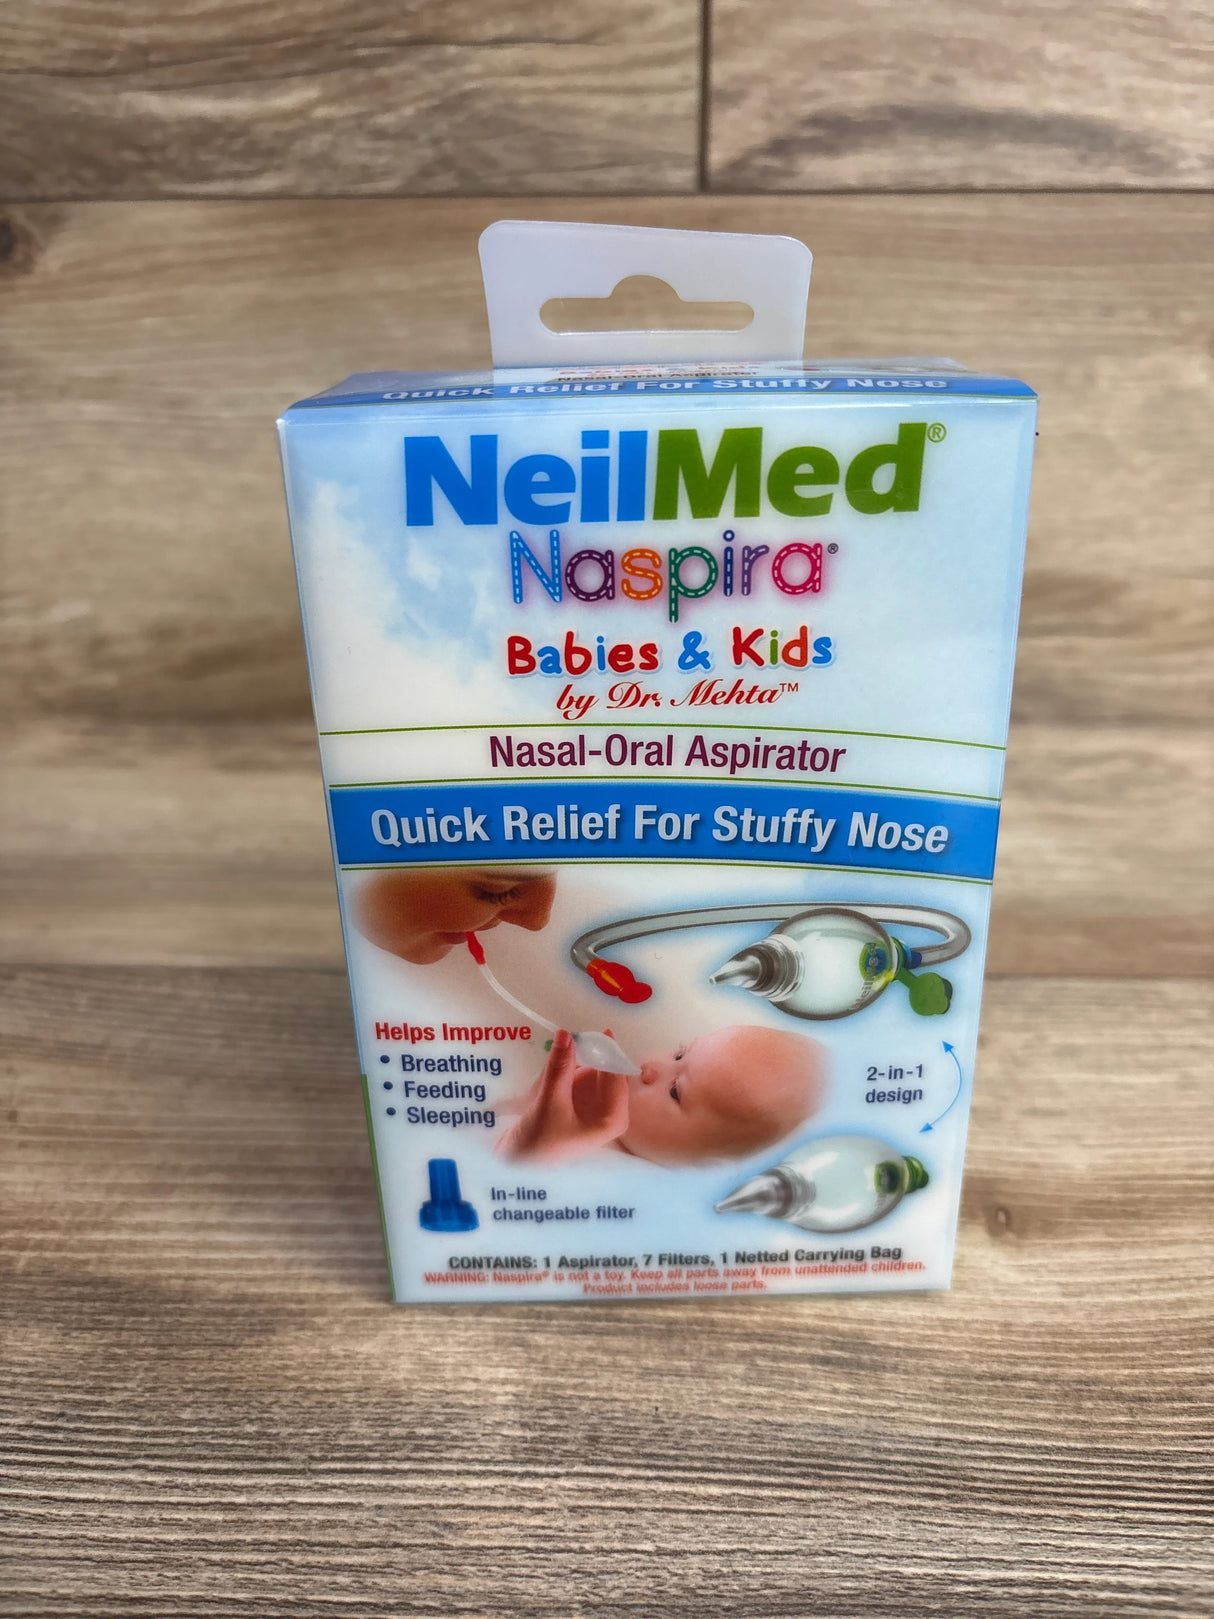 Nasal-Oral Aspirator
Quick Relief For Stuffy Nose
NeilMed®
Naspira®
Babies & Kids
by Dr. Mehta™
Nasal-Oral Aspirator
Quick Relief For Stuffy Nose
Helps Improve
• Breathing
• Feeding
• Sleeping
2-in-1
design
In-line
changeable filter
CONTAINS: 1 Aspirator, 7 Filters, 1 Netted Carrying Bag
WARNING: Naspira® is not a toy. Keep all parts away from unattended children.
Product includes loose parts.